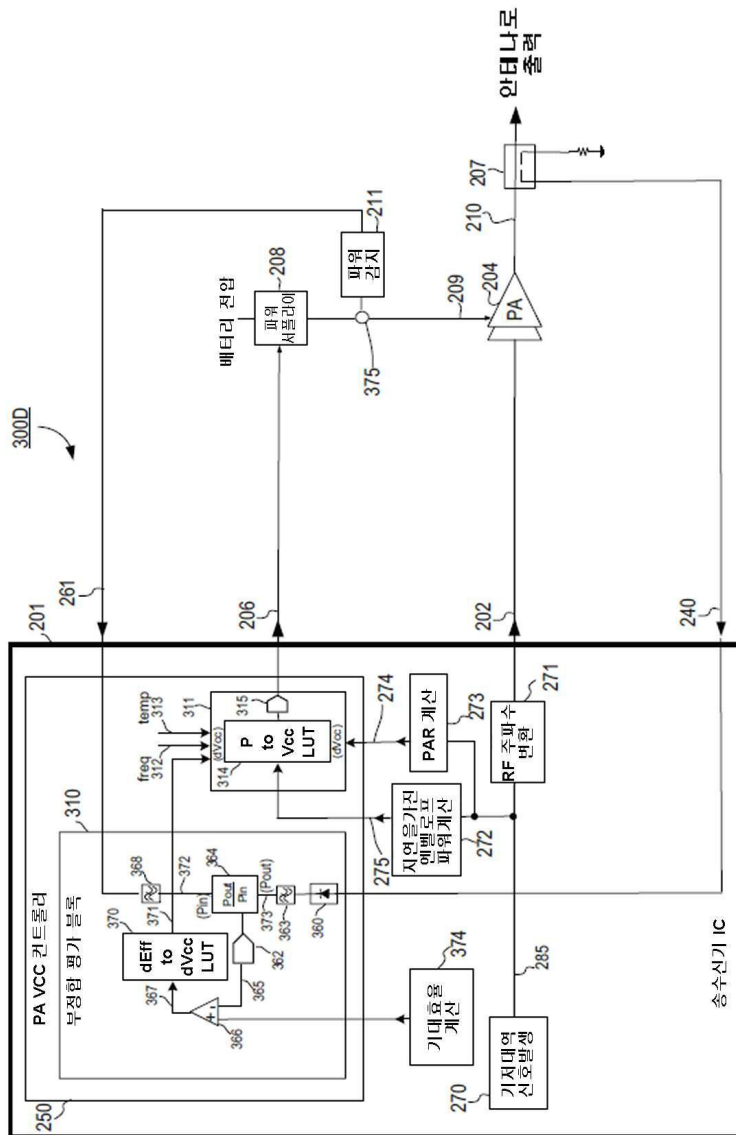 300D
261
201
PA VCC 컨트롤러
부정합 평가 블록
310
250
freq
312
temp
313
311
(dVcc)
P
to
Vcc
LUT
314
315
(dVcc)
206
배터리 전압
파워
서플라이
208
파워
감지
211
375
209
204
PA
210
207
안테나로
출력
370
371
dEff
to
dVcc
LUT
368
372
(Pin)
364
Pout
Pin
(Pout)
373
363
360
362
365
366
367
+
-
374
기대효율
계산
275
274
273
PAR 계산
지연을가진
엔벨로프
파워계산
272
271
RF 주파수
변환
202
240
285
기저대역
신호발생
270
송수신기 IC